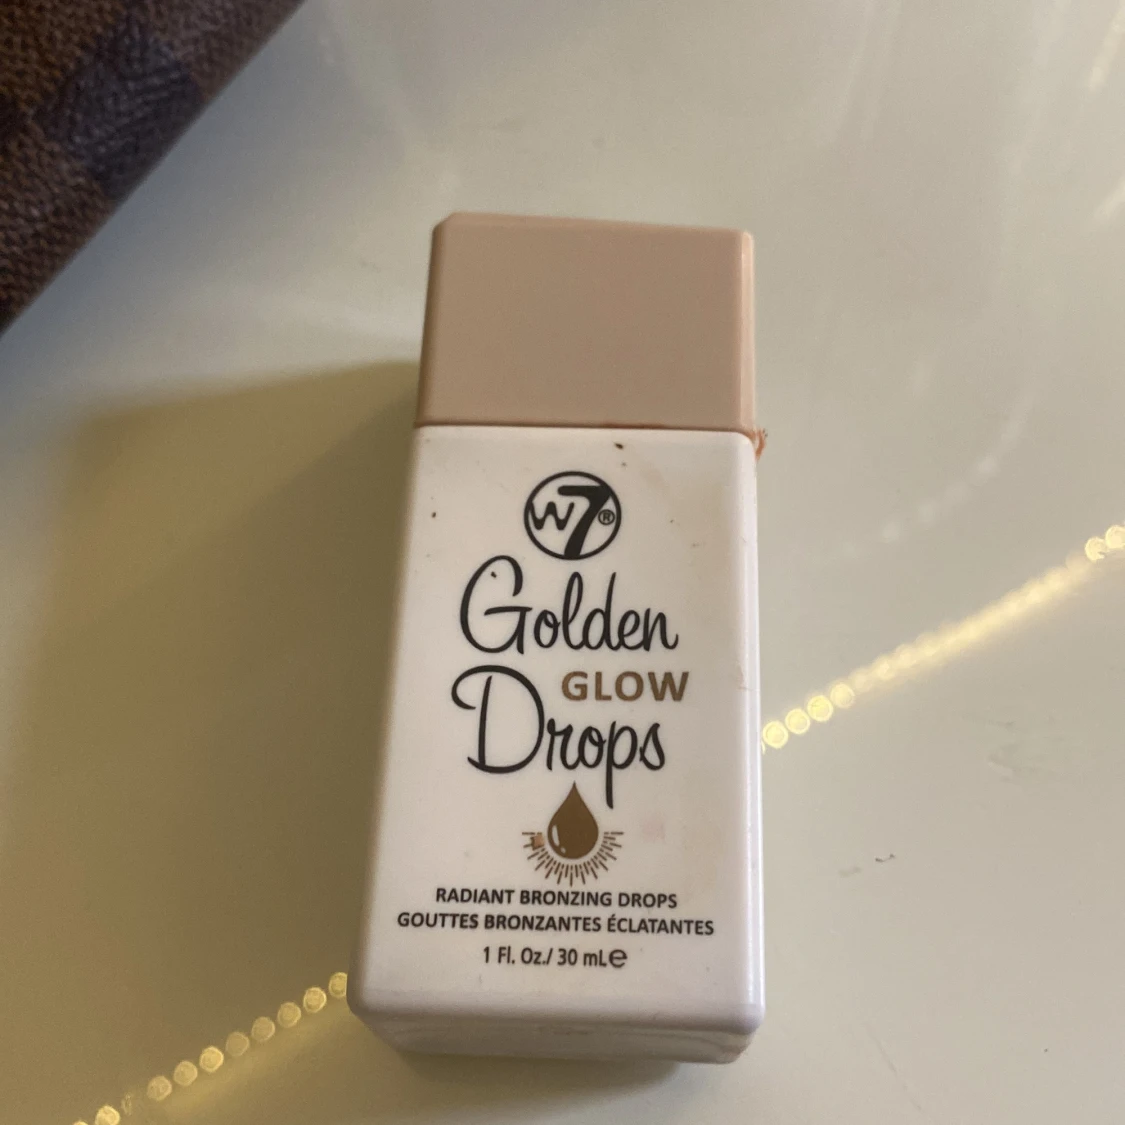 W7®
Golden
GLOW
Drops
RADIANT BRONZING DROPS
GOUTTES BRONZANTES ÉCLATANTES
1 Fl. Oz./ 30 mL℮